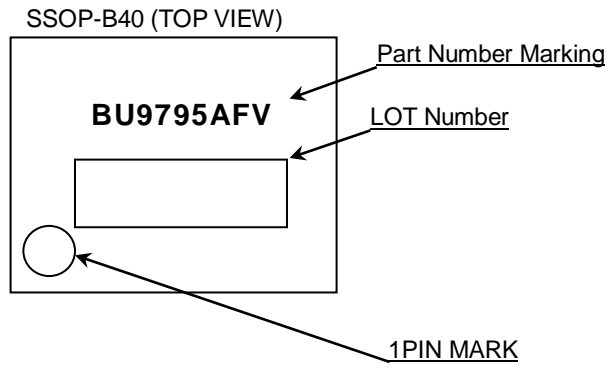 SSOP-B40 (TOP VIEW)
Part Number Marking
BU9795AFV
LOT Number
1PIN MARK